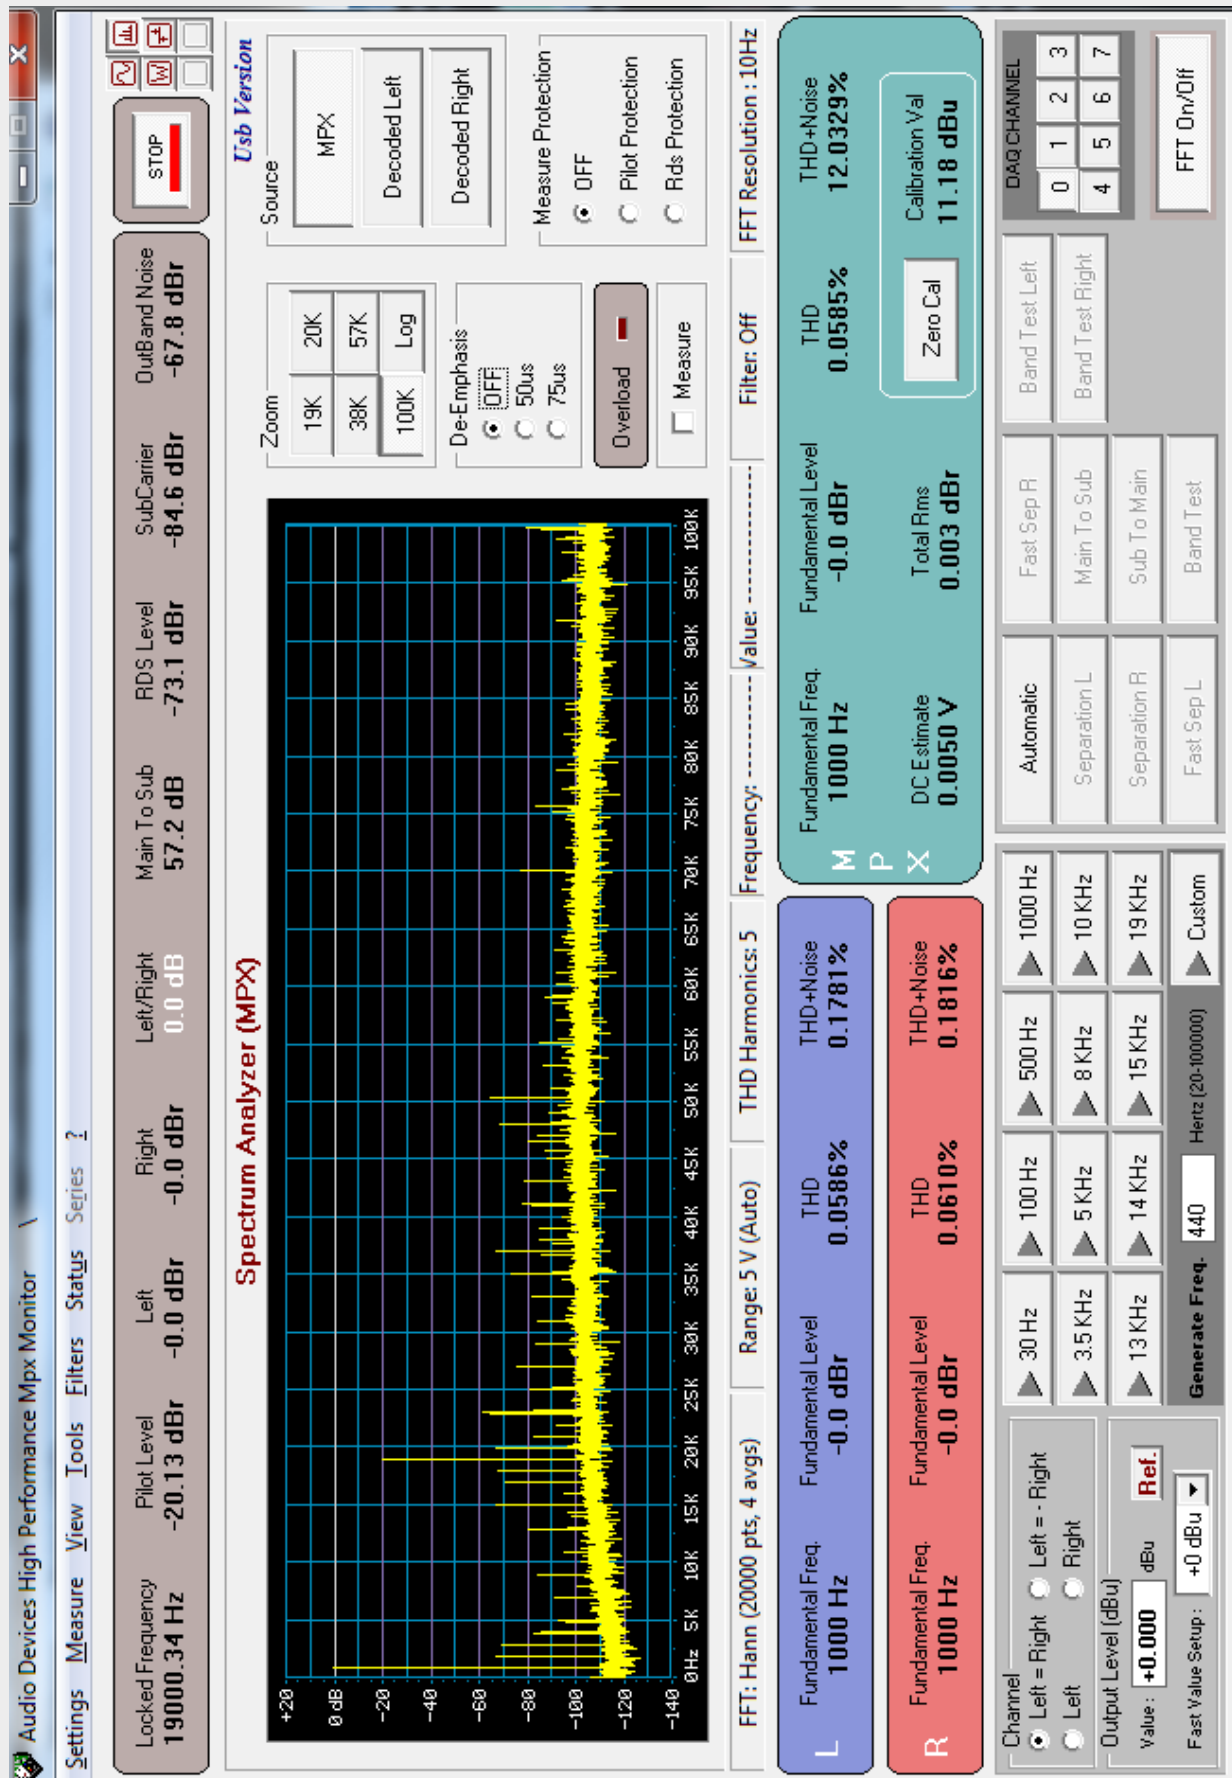 Audio Devices High Performance Mpx Monitor \
Settings Measure View Tools Filters Status Series ?
Locked Frequency Pilot Level Left Right Left/Right Main To Sub RDS Level SubCarrier OutBand Noise
19000.34 Hz -20.13 dBr -0.0 dBr -0.0 dBr 0.0 dB 57.2 dB -73.1 dBr -84.6 dBr -67.8 dBr
STOP
Spectrum Analyzer (MPX)
Usb Version
+20
0 dB
-20
-40
-60
-80
-100
-120
-140
0Hz 5K 10K 15K 20K 25K 30K 35K 40K 45K 50K 55K 60K 65K 70K 75K 80K 85K 90K 95K 100K
Zoom
19K 20K
38K 57K
100K Log
De-Emphasis
OFF
50us
75us
Overload
Measure
Source
MPX
Decoded Left
Decoded Right
Measure Protection
OFF
Pilot Protection
Rds Protection
FFT: Hann (20000 pts, 4 avgs) Range: 5 V (Auto) THD Harmonics: 5 Frequency: ------------- Value: ------------------- Filter: Off FFT Resolution : 10Hz
L
Fundamental Freq. Fundamental Level THD THD+Noise
1000 Hz -0.0 dBr 0.0586% 0.1781%
R
Fundamental Freq. Fundamental Level THD THD+Noise
1000 Hz -0.0 dBr 0.0610% 0.1816%
M
P
X
Fundamental Freq. Fundamental Level THD THD+Noise
1000 Hz -0.0 dBr 0.0585% 12.0329%
DC Estimate Total Rms Zero Cal Calibration Val
0.0050 V 0.003 dBr 11.18 dBu
Channel
Left = Right Left = - Right
Left Right
Output Level (dBu)
Value : +0.000 dBu Ref.
Fast Value Setup : +0 dBu
30 Hz 100 Hz 500 Hz 1000 Hz
3.5 KHz 5 KHz 8 KHz 10 KHz
13 KHz 14 KHz 15 KHz 19 KHz
Generate Freq. 440 Hertz (20-100000) Custom
Automatic Fast Sep R Band Test Left
Separation L Main To Sub Band Test Right
Separation R Sub To Main
Fast Sep L Band Test
DAQ CHANNEL
0 1 2 3
4 5 6 7
FFT On/Off